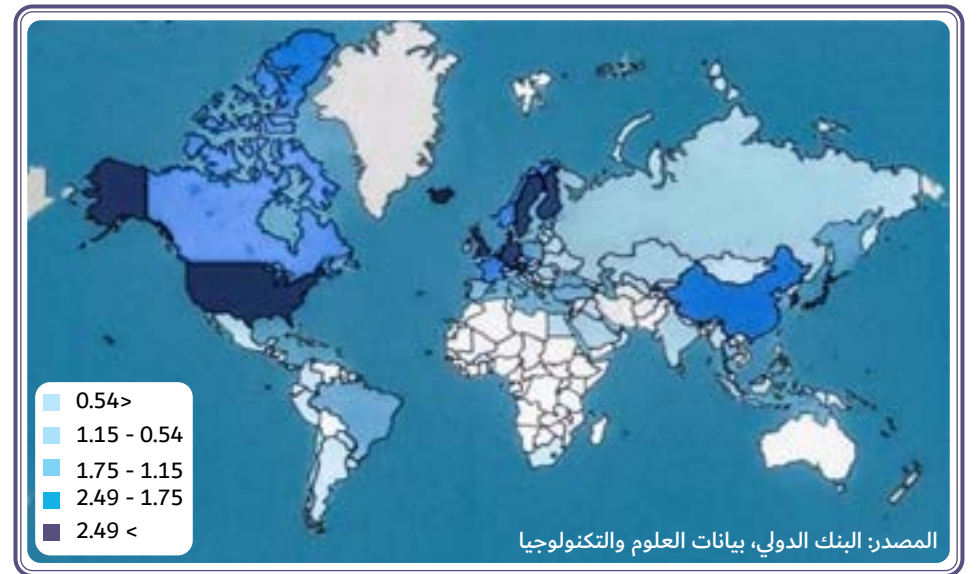 0.54>
1.15 - 0.54
1.75 - 1.15
2.49 - 1.75
2.49 <
المصدر: البنك الدولي، بيانات العلوم والتكنولوجيا